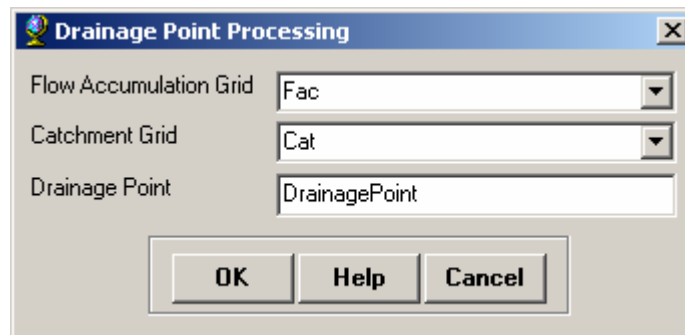 Drainage Point Processing
Flow Accumulation Grid Fac
Catchment Grid Cat
Drainage Point DrainagePoint
OK Help Cancel